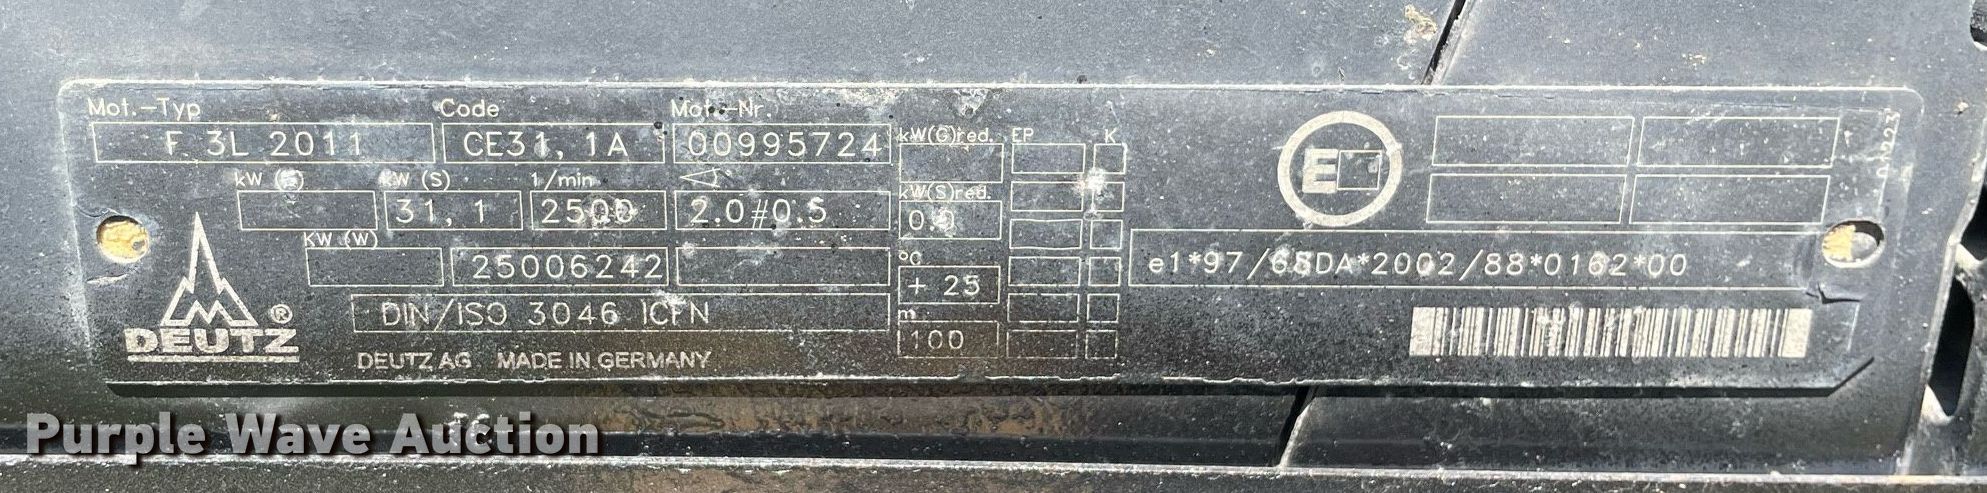 Mot.-Typ Code Mot.-Nr.
F 3L 2011 CE31,1A 00995724 kW(G)red. EP K
kW (S) 1/min kW(S)red.
31,1 2500 2.0#0.5 0.0
KW (W)
25006242 °C
+ 25
DIN/ISO 3046 ICFN m
100
DEUTZ AG MADE IN GERMANY
DEUTZ®
E
e1*97/68DA*2002/88*0162*00
Purple Wave Auction